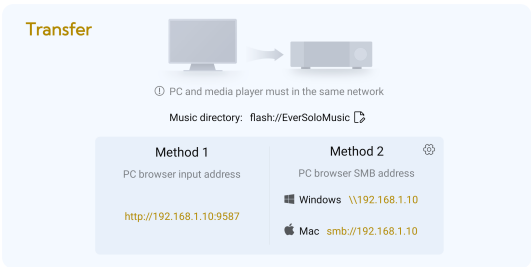 Transfer
PC and media player must in the same network
Music directory: flash://EverSoloMusic
Method 1
PC browser input address
http://192.168.1.10:9587
Method 2
PC browser SMB address
Windows \\192.168.1.10
Mac smb://192.168.1.10